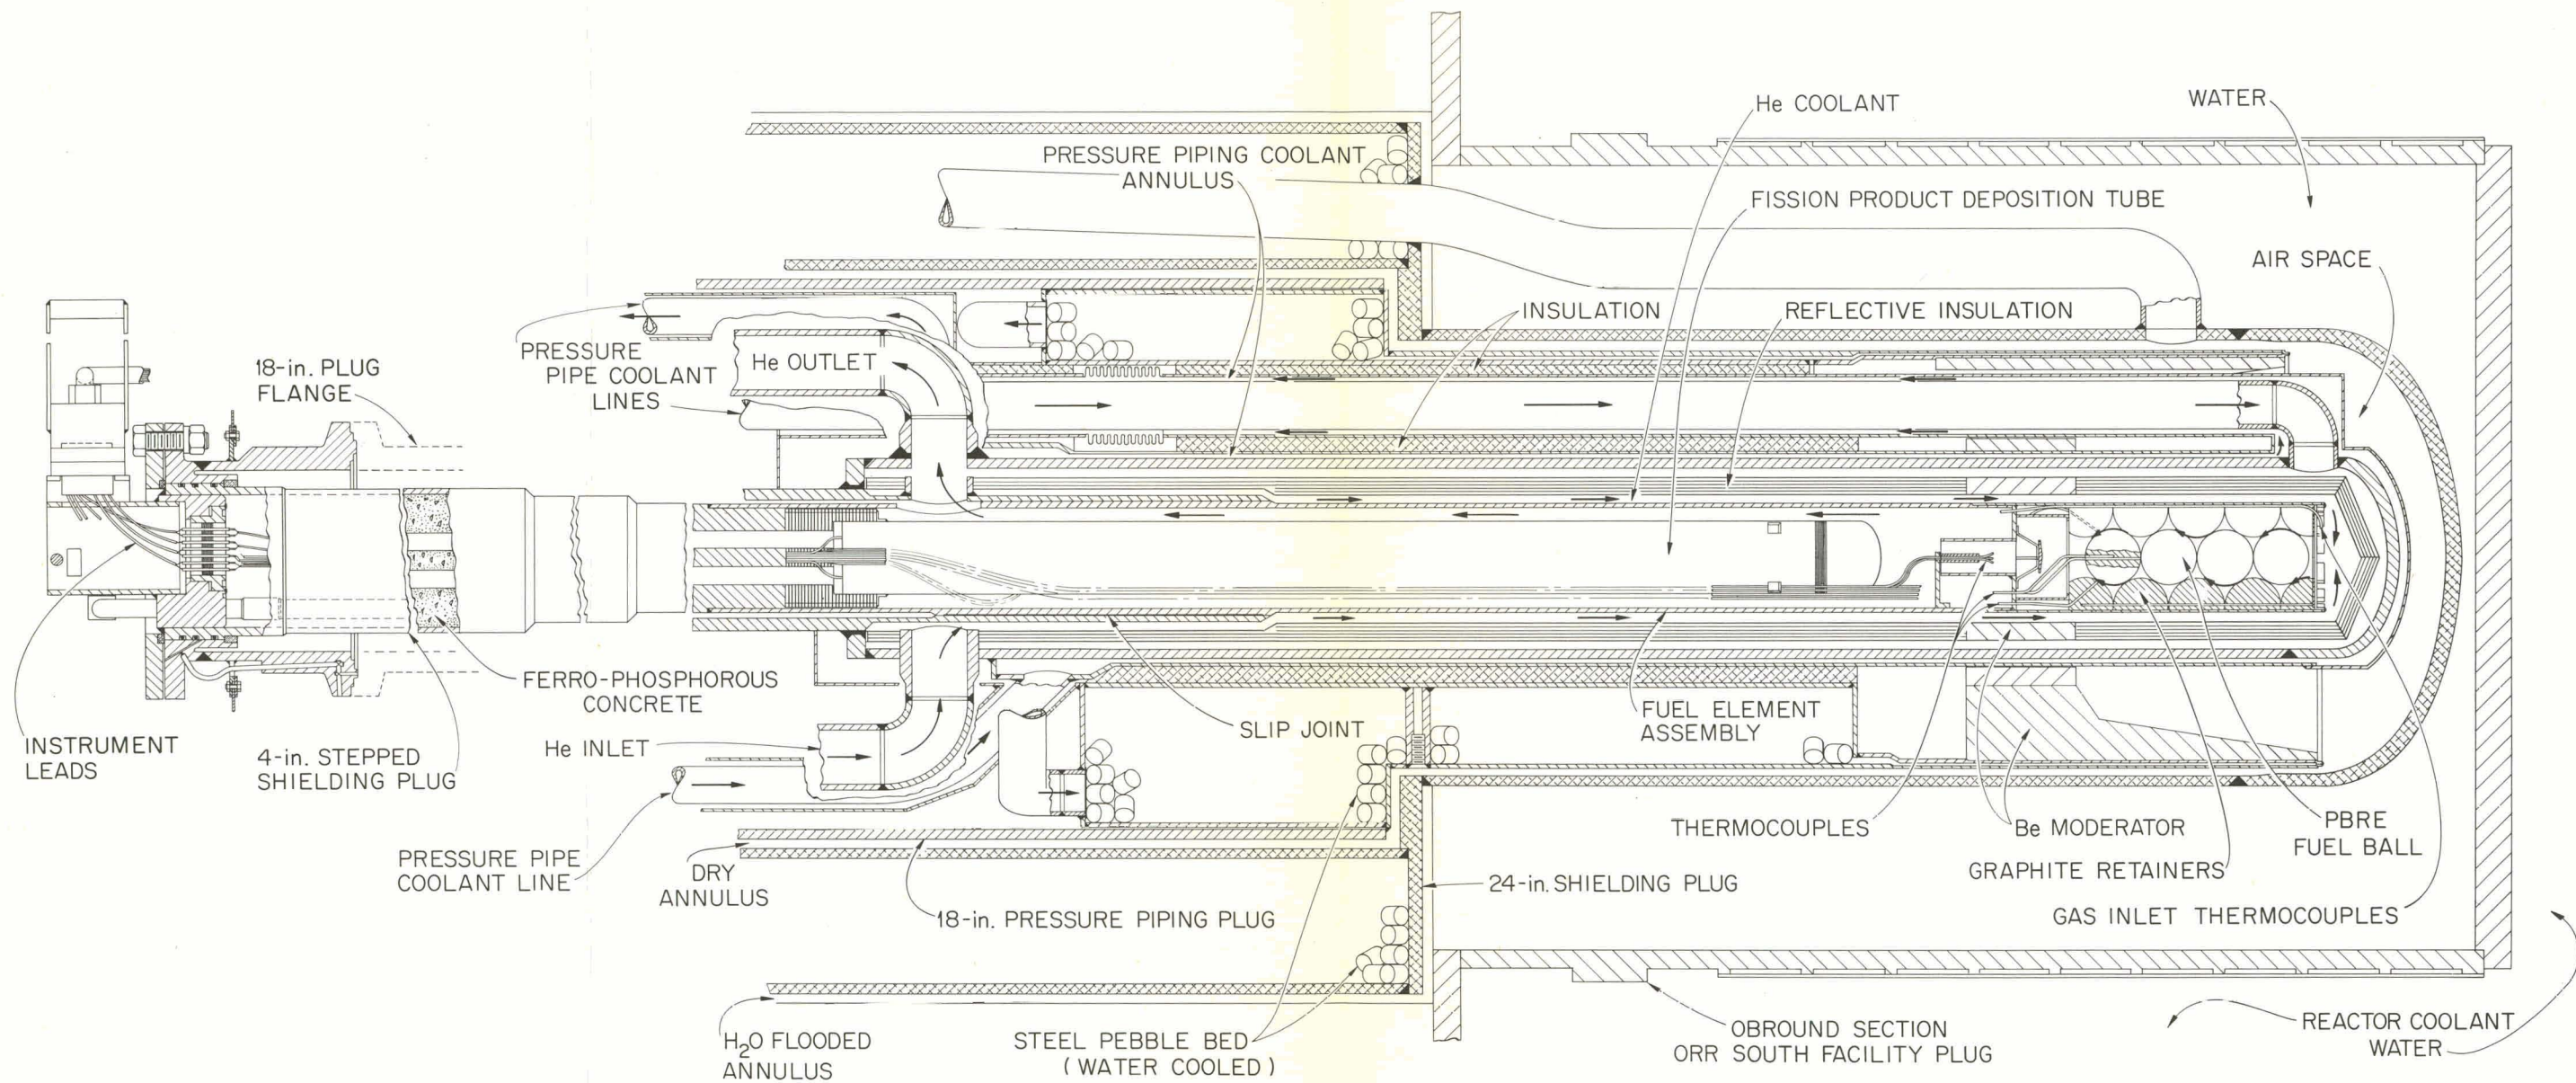 He COOLANT
WATER
PRESSURE PIPING COOLANT
ANNULUS
FISSION PRODUCT DEPOSITION TUBE
AIR SPACE
INSULATION
REFLECTIVE INSULATION
PRESSURE
PIPE COOLANT
LINES
He OUTLET
18-in. PLUG
FLANGE
FERRO-PHOSPHOROUS
CONCRETE
INSTRUMENT
LEADS
4-in. STEPPED
SHIELDING PLUG
He INLET
SLIP JOINT
FUEL ELEMENT
ASSEMBLY
THERMOCOUPLES
Be MODERATOR
PBRE
FUEL BALL
PRESSURE PIPE
COOLANT LINE
DRY
ANNULUS
GRAPHITE RETAINERS
24-in. SHIELDING PLUG
18-in. PRESSURE PIPING PLUG
GAS INLET THERMOCOUPLES
H₂O FLOODED
ANNULUS
STEEL PEBBLE BED
(WATER COOLED)
OBROUND SECTION
ORR SOUTH FACILITY PLUG
REACTOR COOLANT
WATER